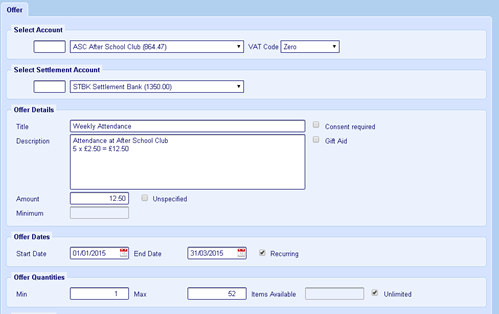 Offer
Select Account
ASC After School Club (864.47) VAT Code Zero
Select Settlement Account
STBK Settlement Bank (1350.00)
Offer Details
Title Weekly Attendance Consent required
Description Attendance at After School Club Gift Aid
5 x £2.50 = £12.50
Amount 12.50 Unspecified
Minimum
Offer Dates
Start Date 01/01/2015 End Date 31/03/2015 Recurring
Offer Quantities
Min 1 Max 52 Items Available Unlimited